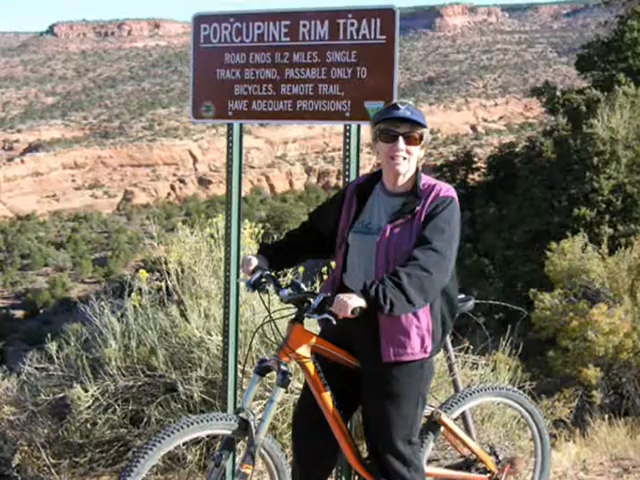 PORCUPINE RIM TRAIL
ROAD ENDS 11.2 MILES. SINGLE
TRACK BEYOND, PASSABLE ONLY TO
BICYCLES. REMOTE TRAIL,
HAVE ADEQUATE PROVISIONS!